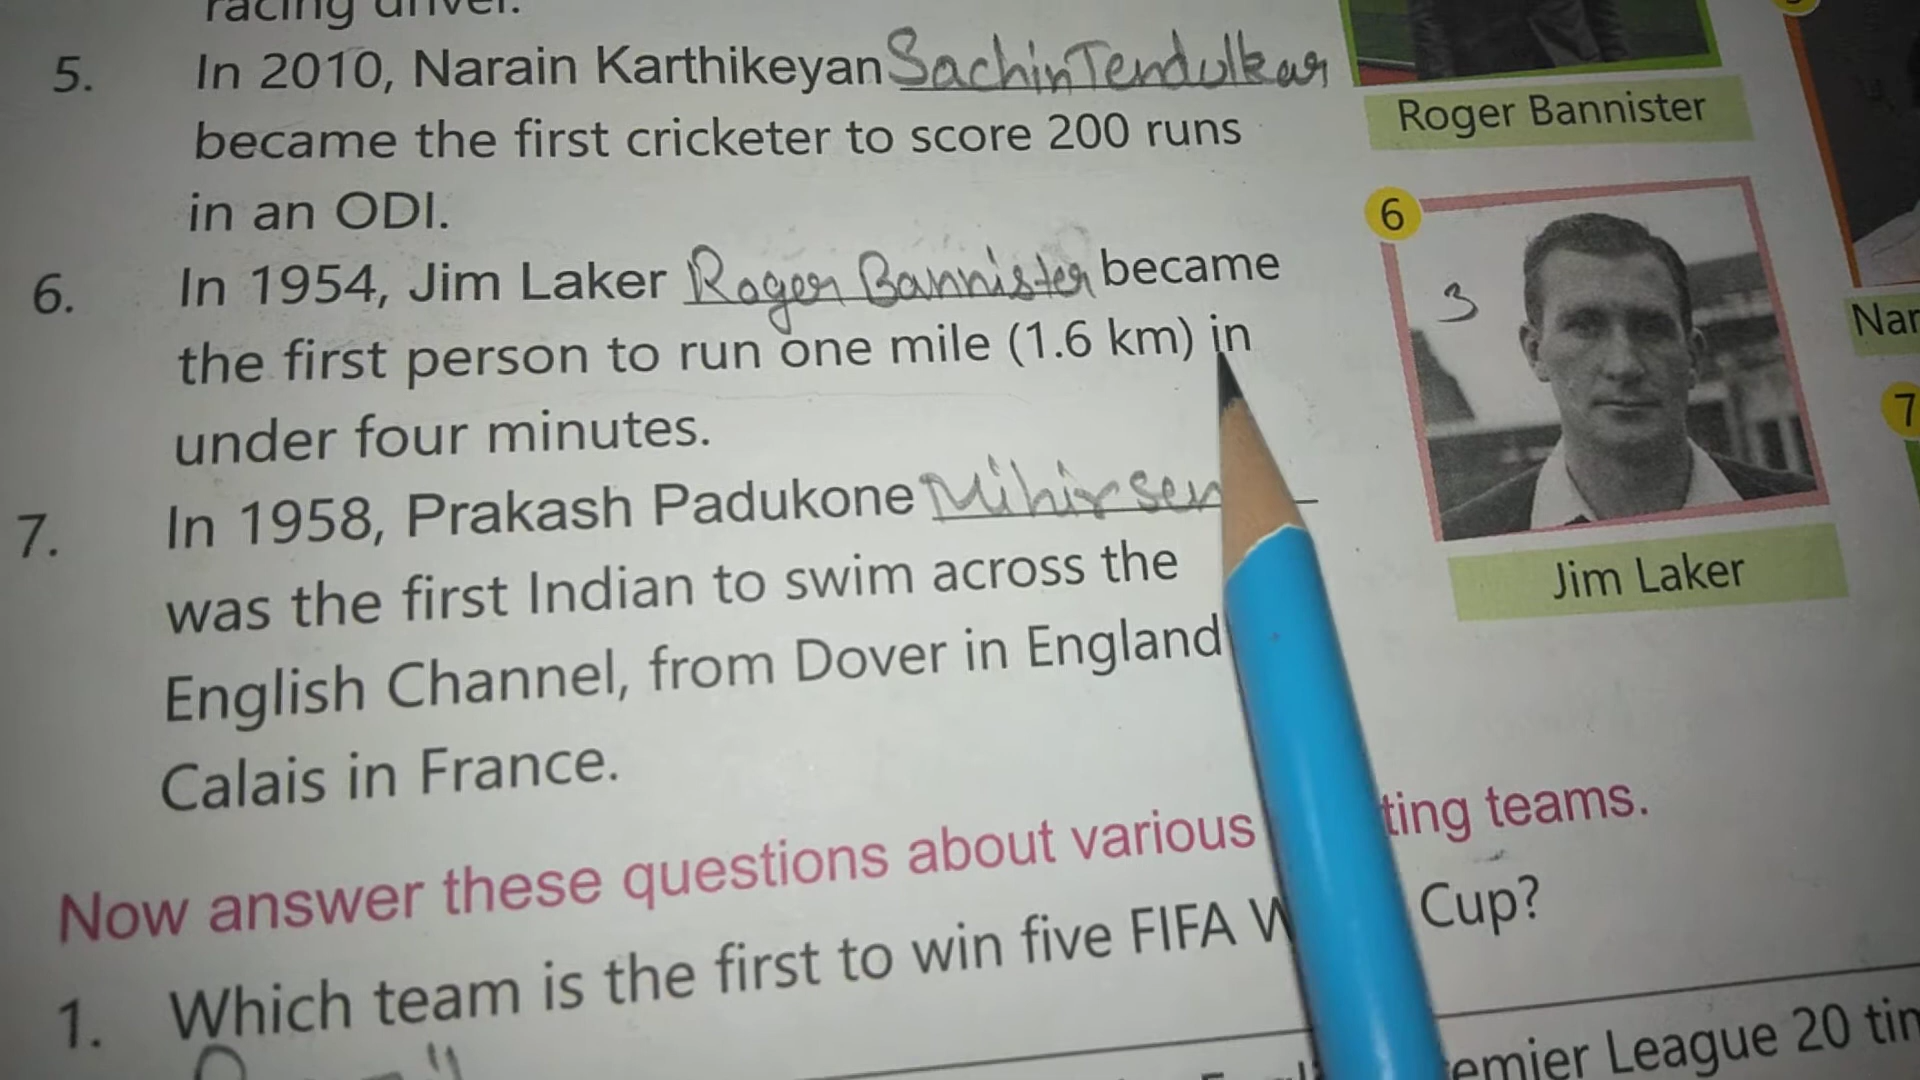 racing driver.
5. In 2010, Narain Karthikeyan Sachin Tendulkar
became the first cricketer to score 200 runs
in an ODI.
6. In 1954, Jim Laker Roger Bannister became
the first person to run one mile (1.6 km) in
under four minutes.
7. In 1958, Prakash Padukone Mihir sen
was the first Indian to swim across the
English Channel, from Dover in England
Calais in France.
Now answer these questions about various ting teams.
1. Which team is the first to win five FIFA W Cup?
emier League 20 tim
Roger Bannister
6
3
Jim Laker
Nar
7